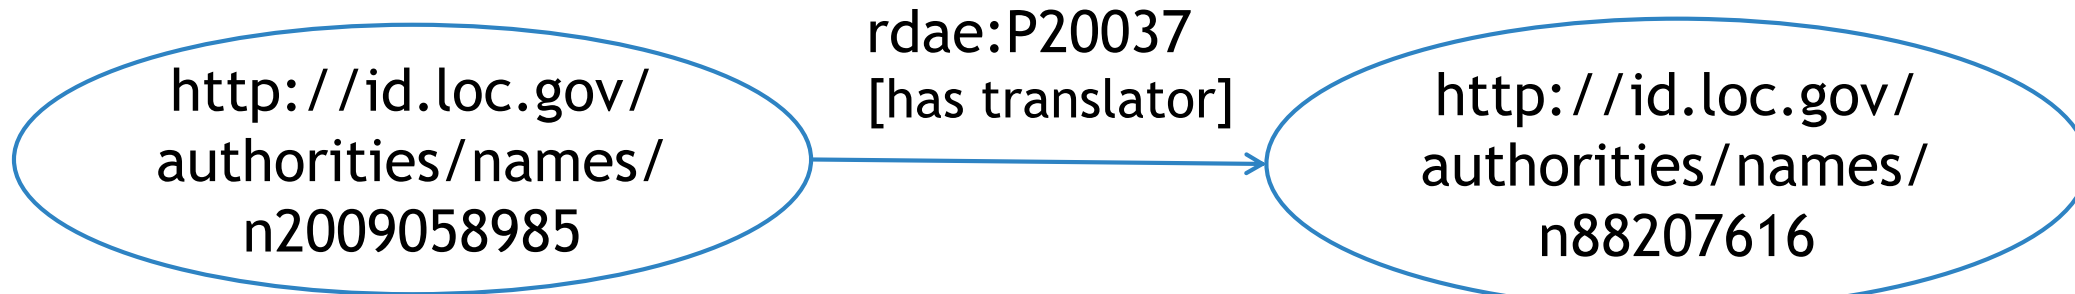 http://id.loc.gov/
authorities/names/
n2009058985
rdae:P20037
[has translator]
http://id.loc.gov/
authorities/names/
n88207616